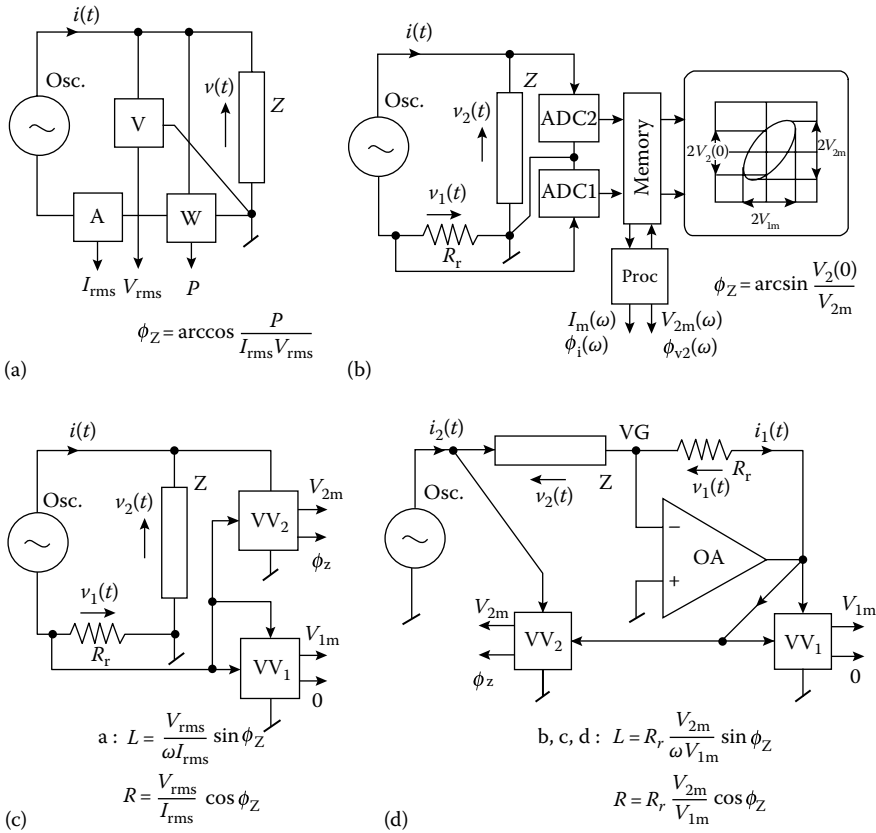 i(t)
Osc.
v(t)
Z
V
A
W
I_rms V_rms P
ϕ_Z = arccos P / (I_rms V_rms)
(a)
i(t)
Osc.
Z
v_2(t)
ADC2
ADC1
Memory
v_1(t)
R_r
Proc
2V_2(0)
2V_2m
2V_1m
I_m(ω) V_2m(ω)
ϕ_i(ω) ϕ_v2(ω)
ϕ_Z = arcsin V_2(0) / V_2m
(b)
i(t)
Osc.
Z
v_2(t)
VV_2
V_2m
ϕ_z
v_1(t)
R_r
VV_1
V_1m
0
a : L = V_rms / (ωI_rms) sin ϕ_Z
R = V_rms / I_rms cos ϕ_Z
(c)
i_2(t)
Osc.
v_2(t)
Z
VG
i_1(t)
R_r
v_1(t)
−
+
OA
V_2m
ϕ_z
VV_2
VV_1
V_1m
0
b, c, d : L = R_r V_2m / (ωV_1m) sin ϕ_Z
R = R_r V_2m / V_1m cos ϕ_Z
(d)